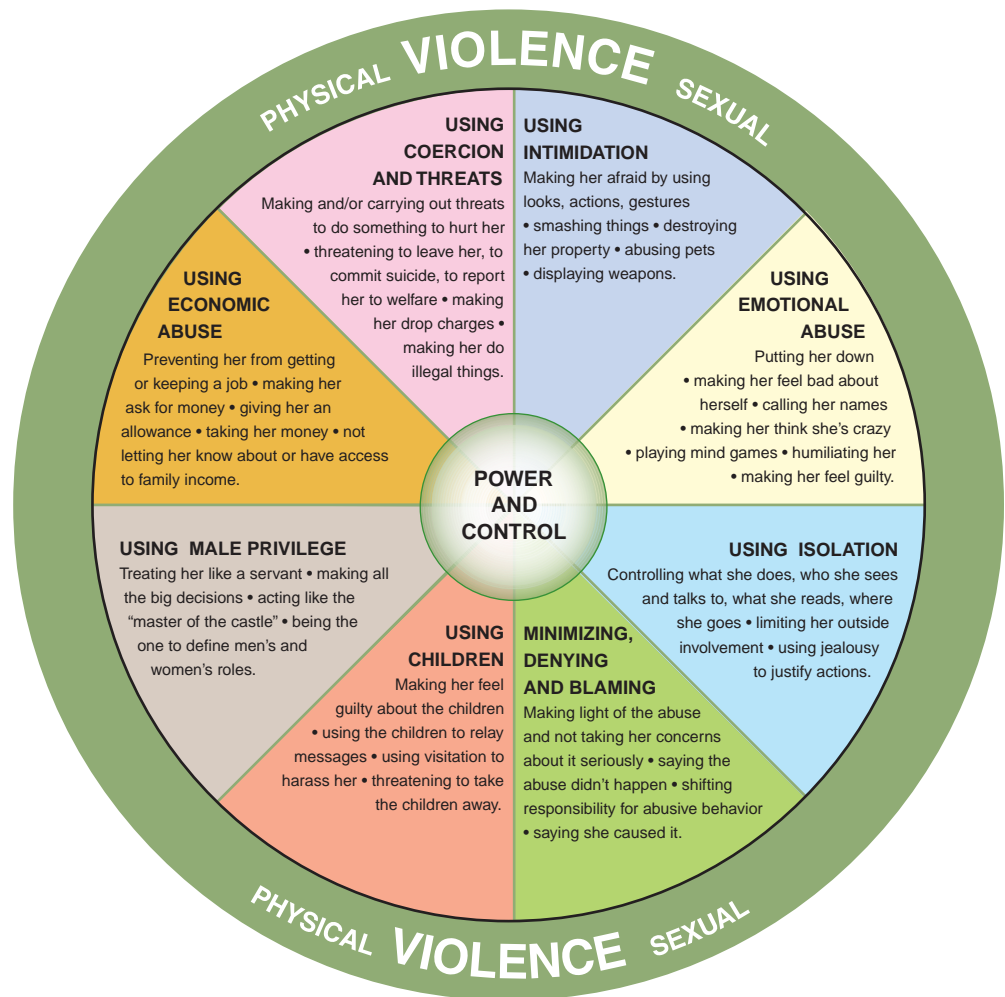 PHYSICAL VIOLENCE SEXUAL
USING
COERCION
AND THREATS
Making and/or carrying out threats
to do something to hurt her
• threatening to leave her, to
commit suicide, to report
her to welfare • making
her drop charges •
making her do
illegal things.
USING
INTIMIDATION
Making her afraid by using
looks, actions, gestures
• smashing things • destroying
her property • abusing pets
• displaying weapons.
USING
EMOTIONAL
ABUSE
Putting her down
• making her feel bad about
herself • calling her names
• making her think she’s crazy
• playing mind games • humiliating her
• making her feel guilty.
USING ISOLATION
Controlling what she does, who she sees
and talks to, what she reads, where
she goes • limiting her outside
involvement • using jealousy
to justify actions.
MINIMIZING,
DENYING
AND BLAMING
Making light of the abuse
and not taking her concerns
about it seriously • saying the
abuse didn’t happen • shifting
responsibility for abusive behavior
• saying she caused it.
USING
CHILDREN
Making her feel
guilty about the children
• using the children to relay
messages • using visitation to
harass her • threatening to take
the children away.
USING MALE PRIVILEGE
Treating her like a servant • making all
the big decisions • acting like the
“master of the castle” • being the
one to define men’s and
women’s roles.
USING
ECONOMIC
ABUSE
Preventing her from getting
or keeping a job • making her
ask for money • giving her an
allowance • taking her money • not
letting her know about or have access
to family income.
POWER
AND
CONTROL
PHYSICAL VIOLENCE SEXUAL